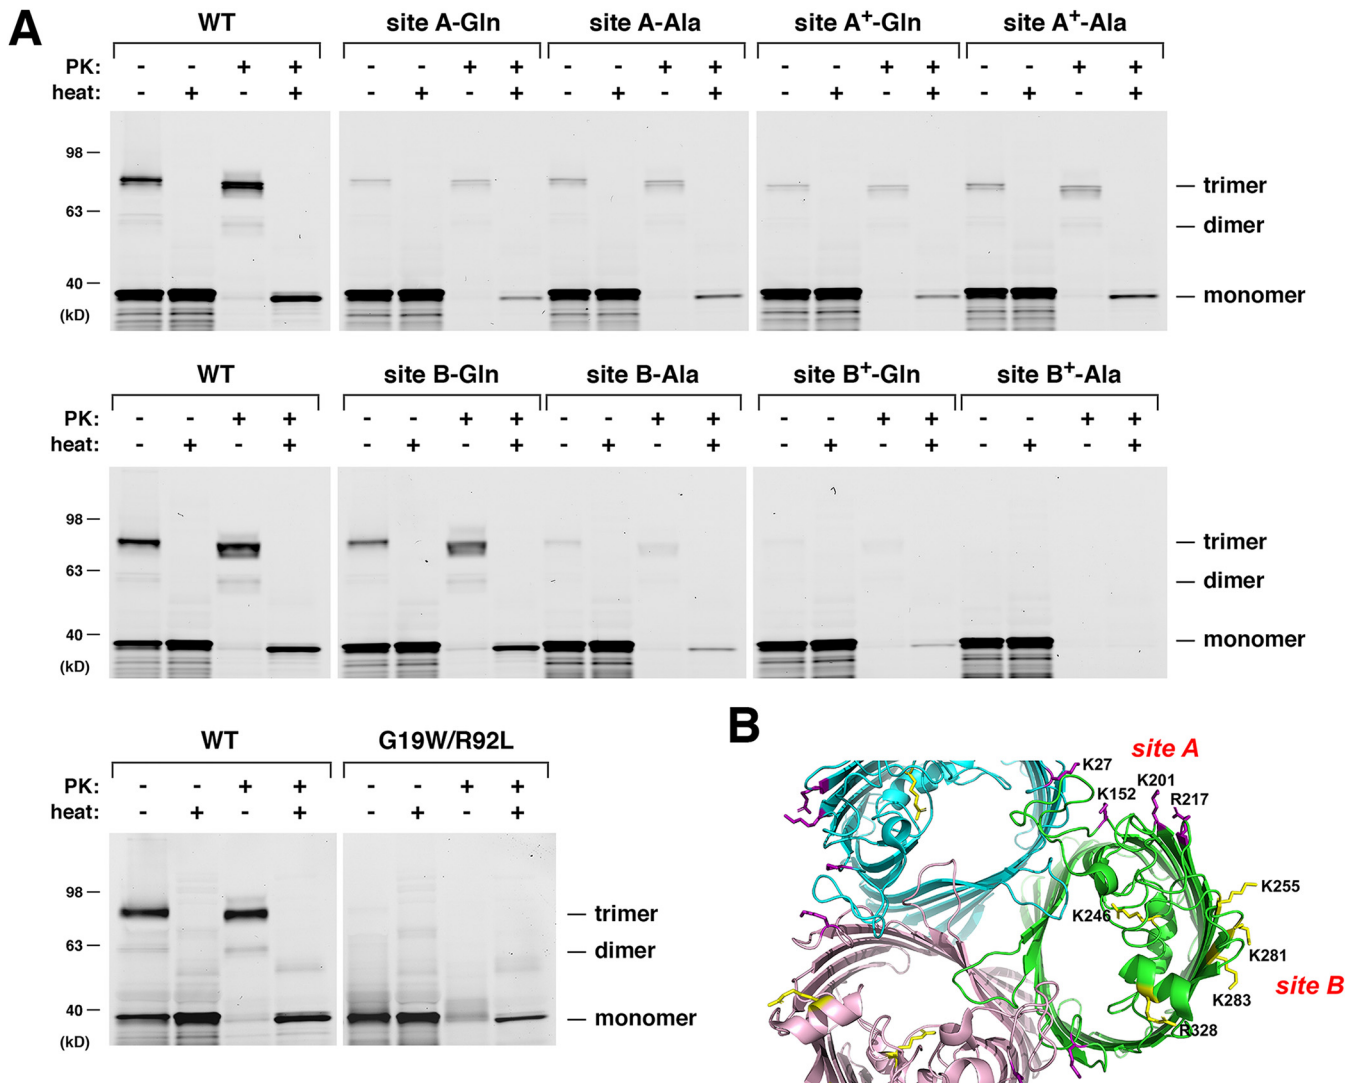 A
WT site A-Gln site A-Ala site A+-Gln site A+-Ala
PK: - - + + - - + + - - + + - - + + - - + +
heat: - + - + - + - + - + - + - + - + - + - +
98
63
40
(kD)
trimer
dimer
monomer
WT site B-Gln site B-Ala site B+-Gln site B+-Ala
PK: - - + + - - + + - - + + - - + + - - + +
heat: - + - + - + - + - + - + - + - + - + - +
98
63
40
(kD)
trimer
dimer
monomer
WT G19W/R92L
PK: - - + + - - + +
heat: - + - + - + - +
98
63
40
(kD)
trimer
dimer
monomer
B
site A
K27
K201
K152
R217
K255
K246
K281
site B
K283
R328